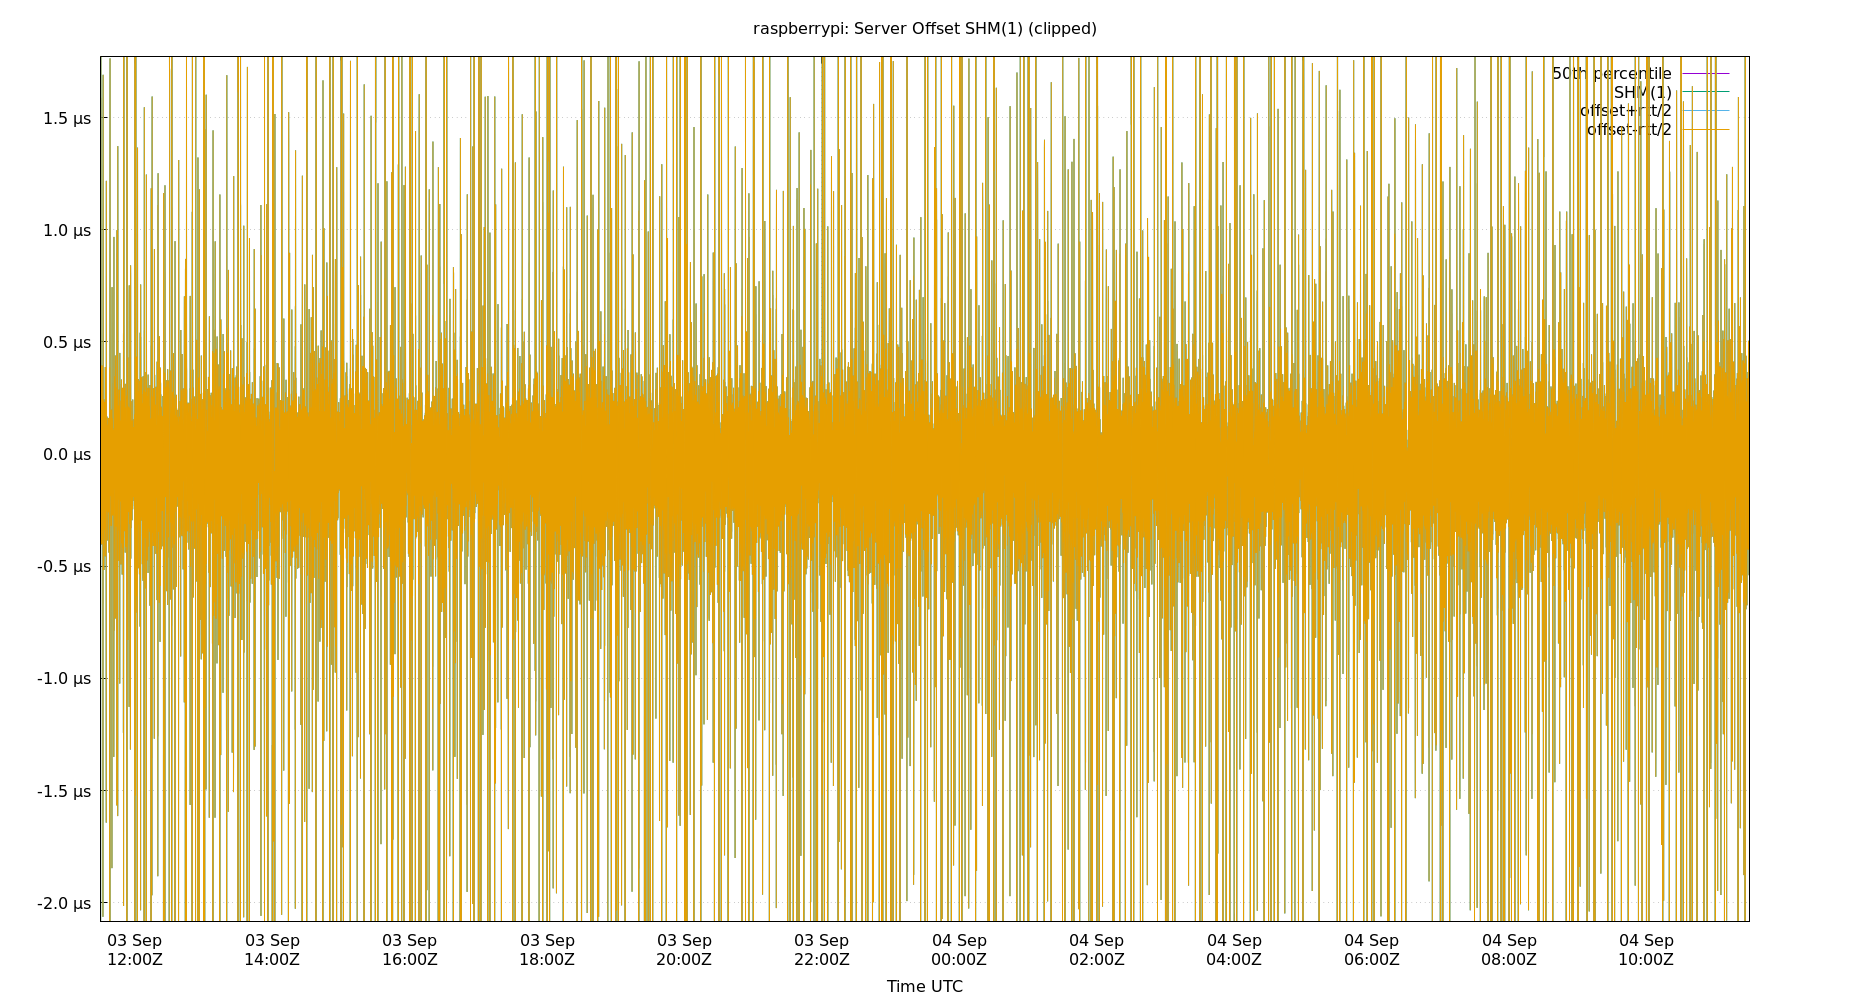 raspberrypi: Server Offset SHM(1) (clipped)
50th percentile
SHM(1)
offset+rtt/2
offset-rtt/2
1.5 µs
1.0 µs
0.5 µs
0.0 µs
-0.5 µs
-1.0 µs
-1.5 µs
-2.0 µs
03 Sep 03 Sep 03 Sep 03 Sep 03 Sep 03 Sep 04 Sep 04 Sep 04 Sep 04 Sep 04 Sep 04 Sep
12:00Z 14:00Z 16:00Z 18:00Z 20:00Z 22:00Z 00:00Z 02:00Z 04:00Z 06:00Z 08:00Z 10:00Z
Time UTC